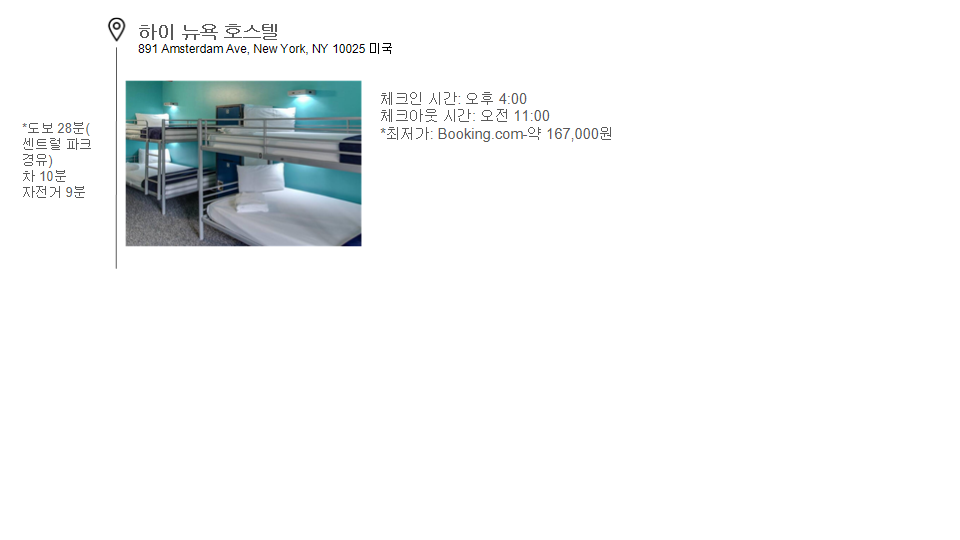 하이 뉴욕 호스텔
891 Amsterdam Ave, New York, NY 10025 미국
체크인 시간: 오후 4:00
체크아웃 시간: 오전 11:00
*최저가: Booking.com-약 167,000원
*도보 28분(
센트럴 파크
경유)
차 10분
자전거 9분